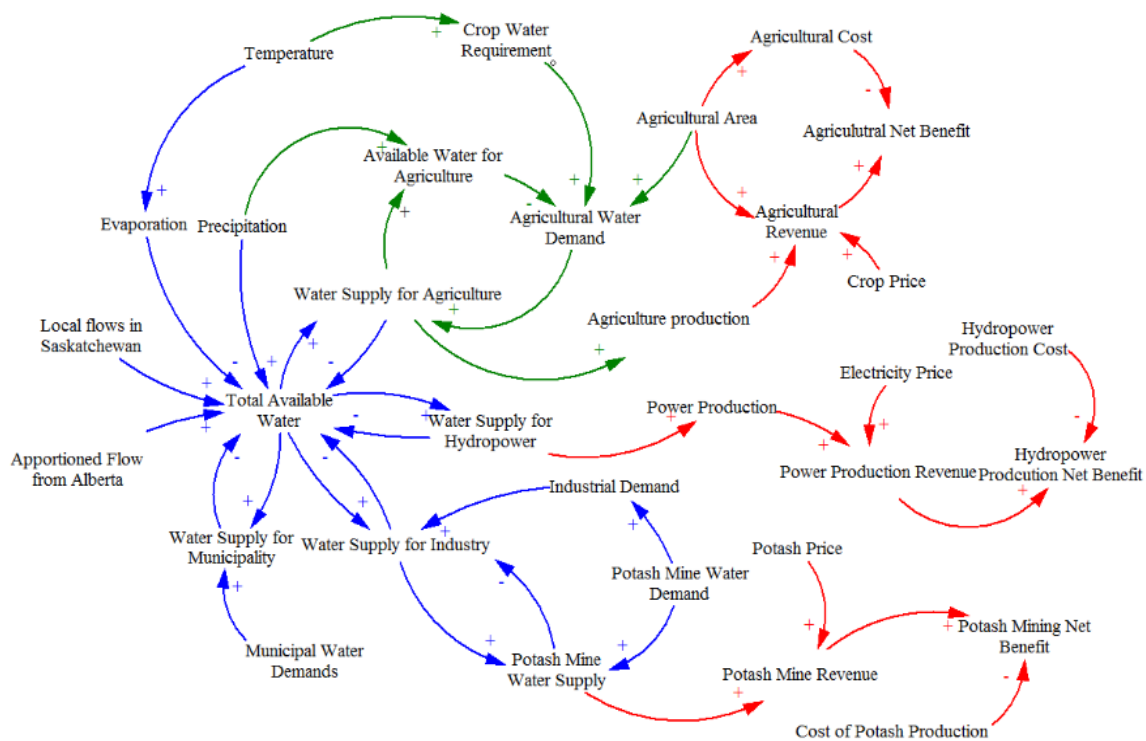 Crop Water
Requirement
Temperature
Agricultural Cost
Agricultural Area
Agriculutral Net Benefit
Available Water for
Agriculture
Agricultural Water
Demand
Agricultural
Revenue
Evaporation
Precipitation
Water Supply for Agriculture
Crop Price
Agriculture production
Local flows in
Saskatchewan
Hydropower
Production Cost
Electricity Price
Total Available
Water
Water Supply for
Hydropower
Power Production
Apportioned Flow
from Alberta
Power Production Revenue
Hydropower
Prodcution Net Benefit
Industrial Demand
Water Supply for
Municipality
Water Supply for Industry
Potash Price
Potash Mine Water
Demand
Municipal Water
Demands
Potash Mine
Water Supply
Potash Mine Revenue
Potash Mining Net
Benefit
Cost of Potash Production